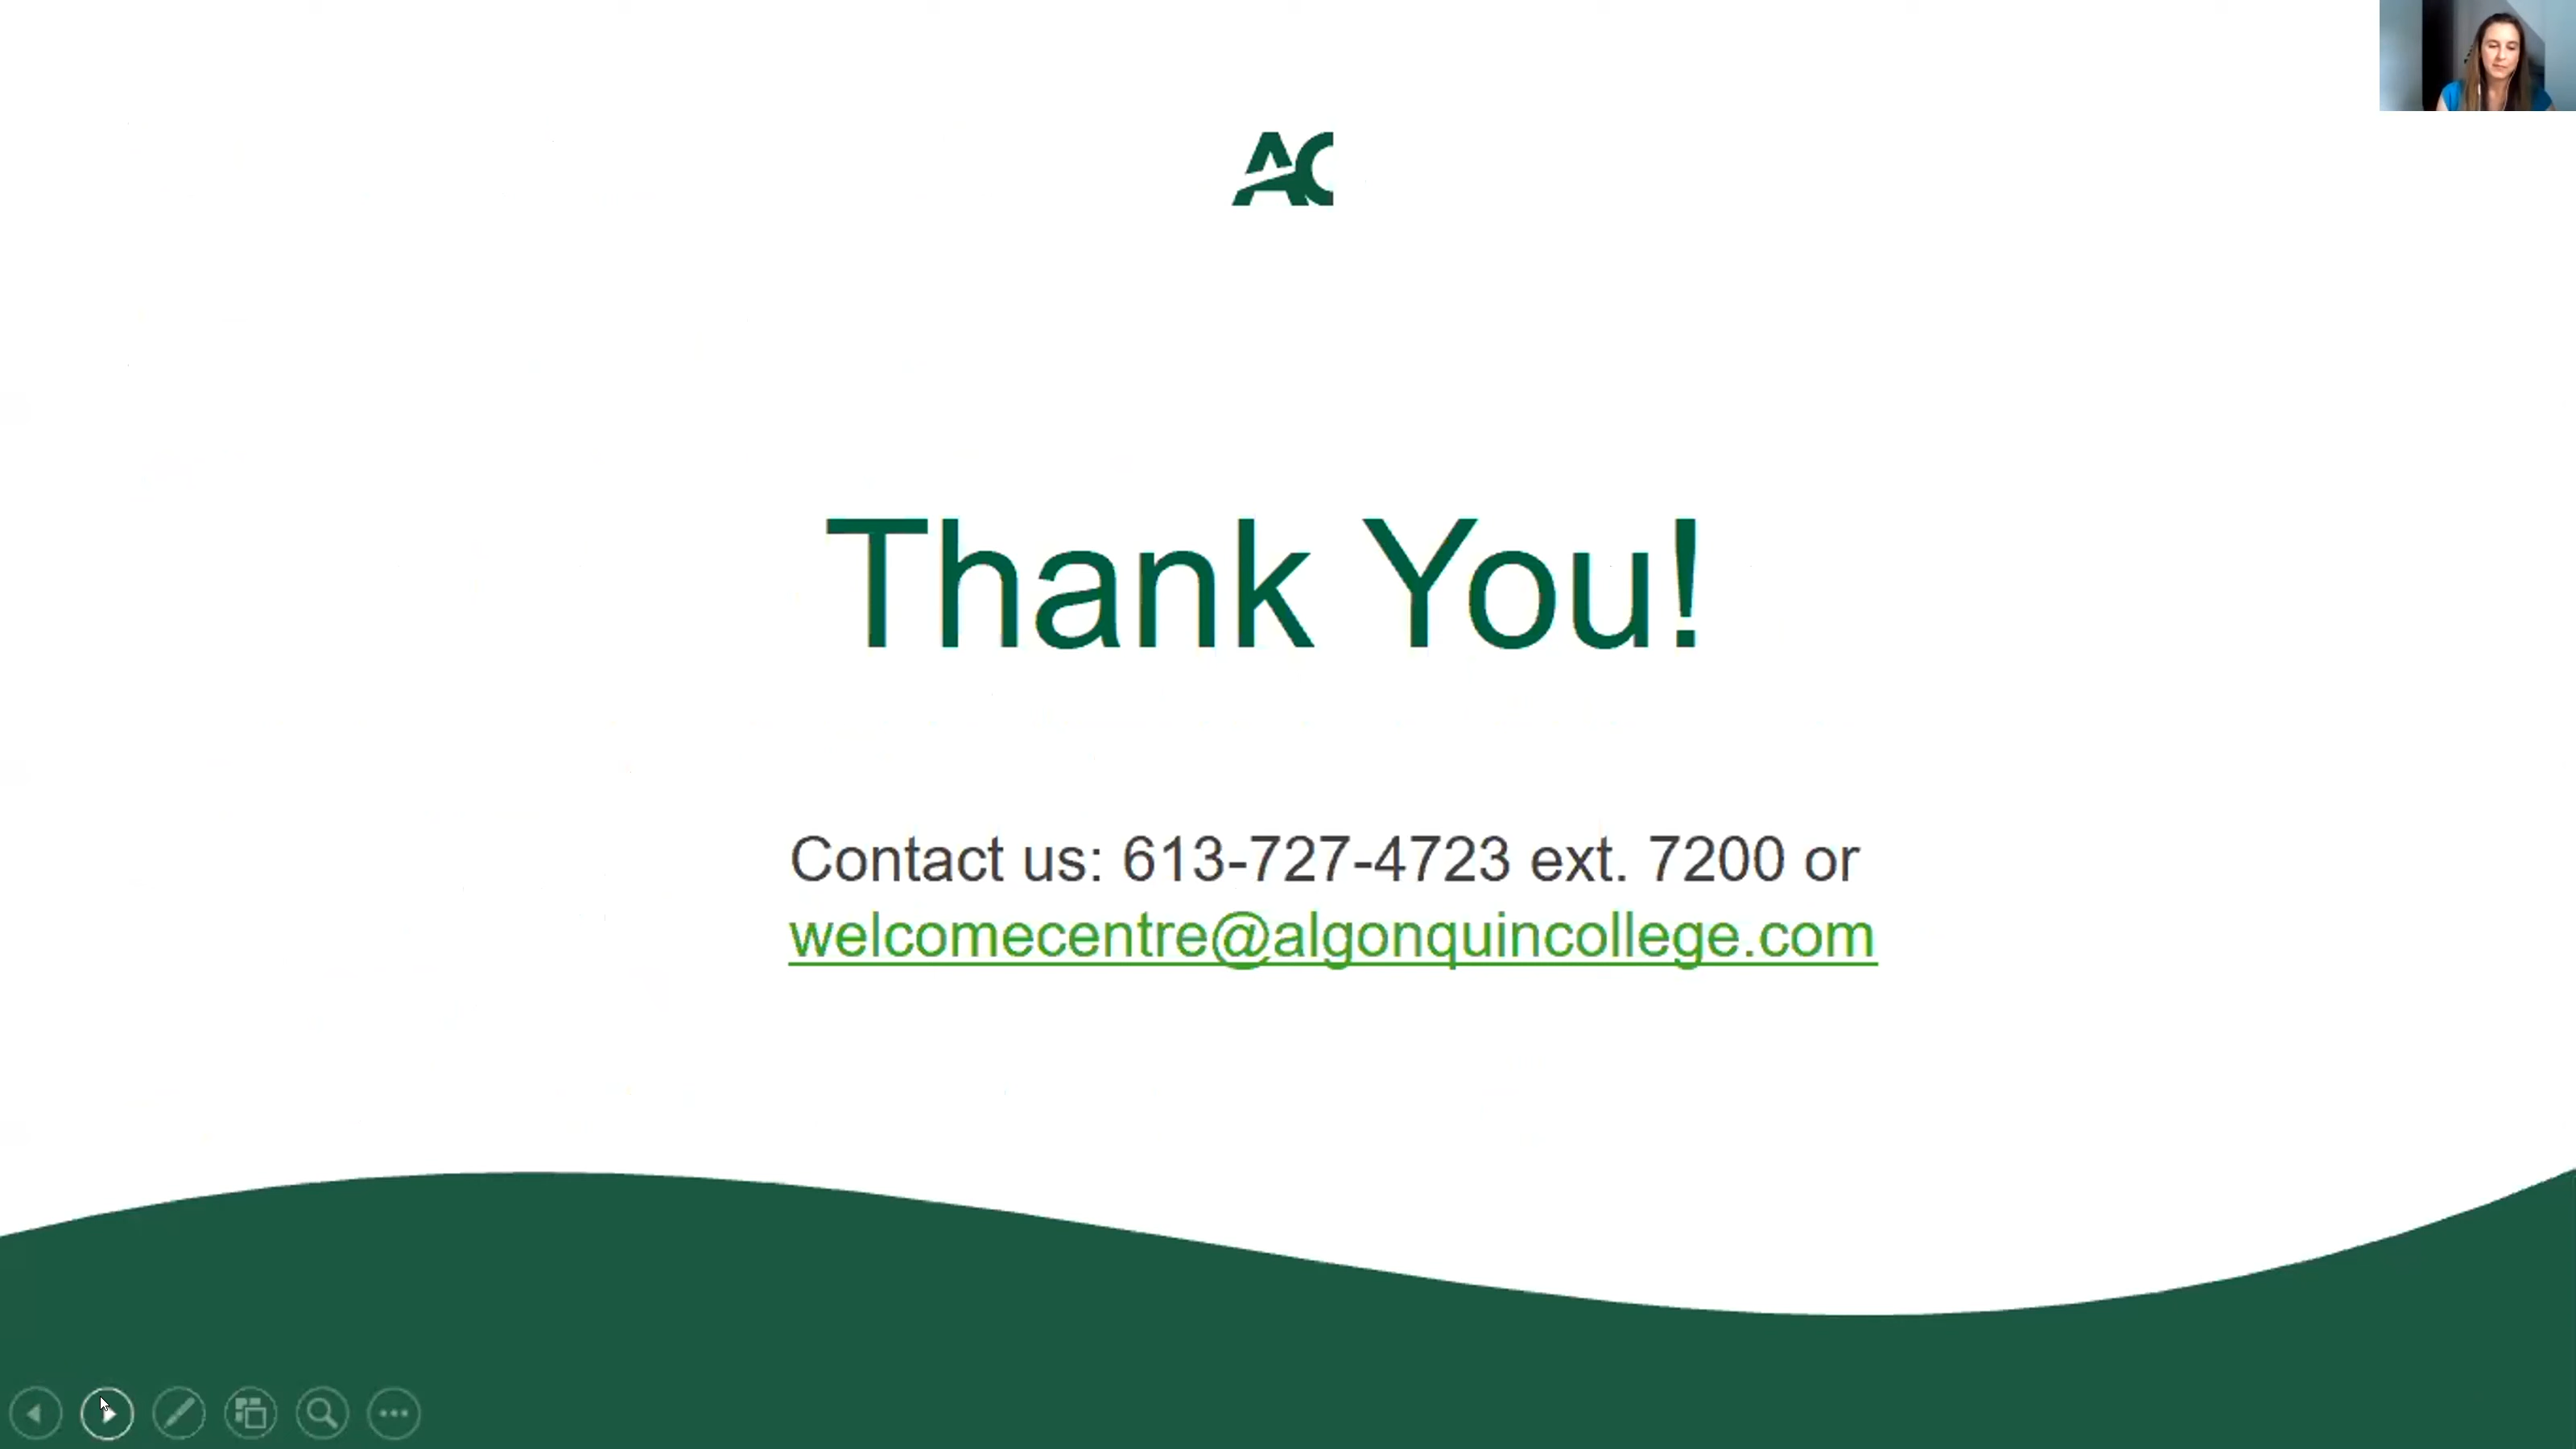 AC
Thank You!
Contact us: 613-727-4723 ext. 7200 or
welcomecentre@algonquincollege.com